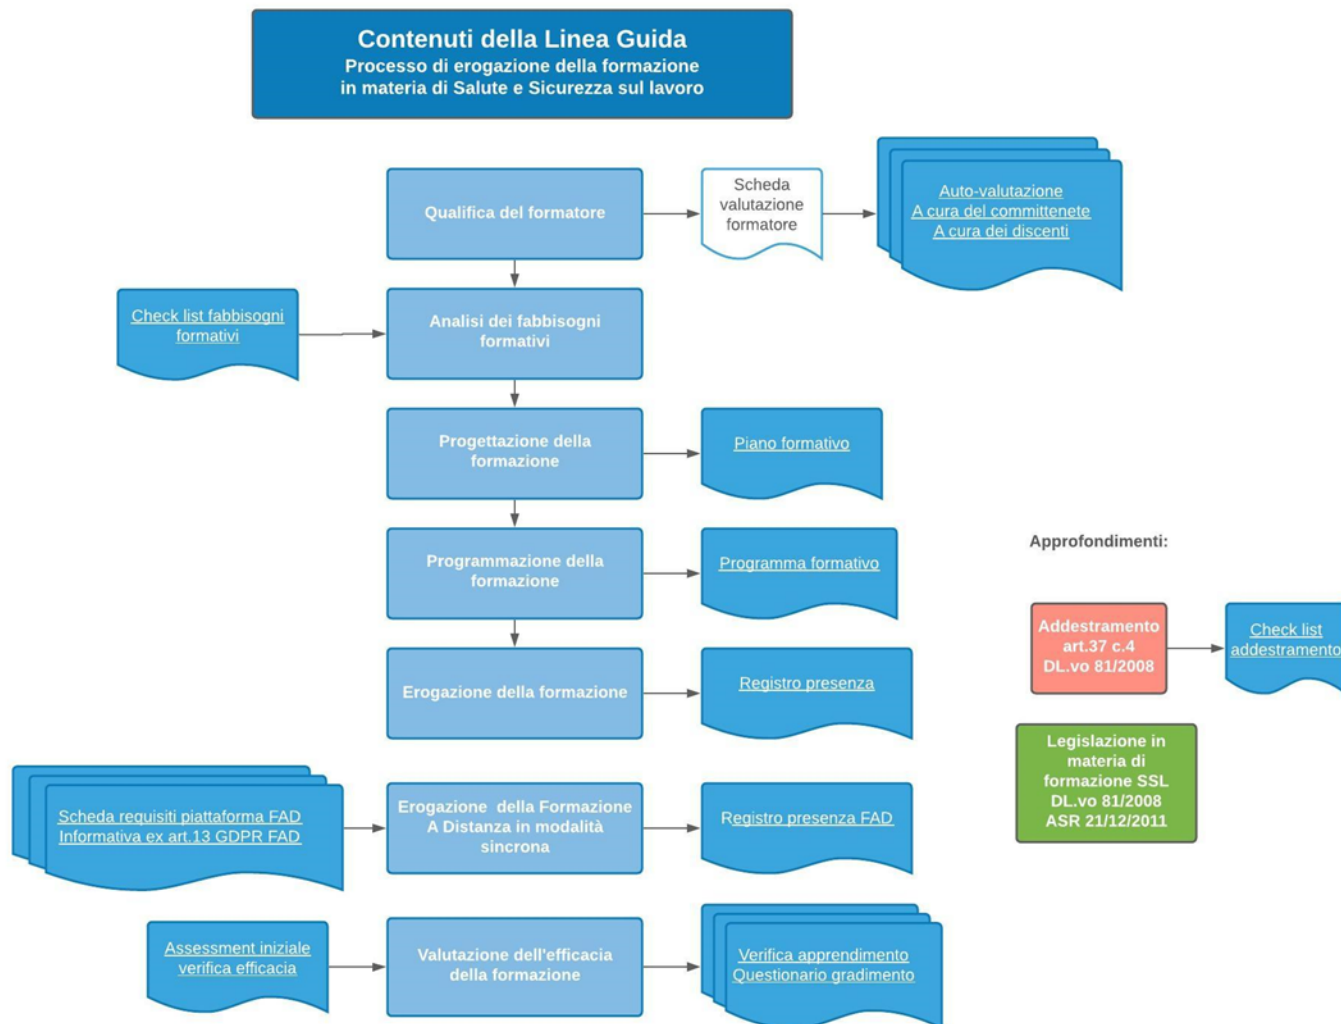 Contenuti della Linea Guida
Processo di erogazione della formazione
in materia di Salute e Sicurezza sul lavoro
Qualifica del formatore
Scheda
valutazione
formatore
Auto-valutazione
A cura del committenete
A cura dei discenti
Check list fabbisogni
formativi
Analisi dei fabbisogni
formativi
Progettazione della
formazione
Piano formativo
Programmazione della
formazione
Programma formativo
Approfondimenti:
Addestramento
art.37 c.4
DL.vo 81/2008
Check list
addestramento
Erogazione della formazione
Registro presenza
Legislazione in
materia di
formazione SSL
DL.vo 81/2008
ASR 21/12/2011
Scheda requisiti piattaforma FAD
Informativa ex art.13 GDPR FAD
Erogazione della Formazione
A Distanza in modalità
sincrona
Registro presenza FAD
Assessment iniziale
verifica efficacia
Valutazione dell'efficacia
della formazione
Verifica apprendimento
Questionario gradimento